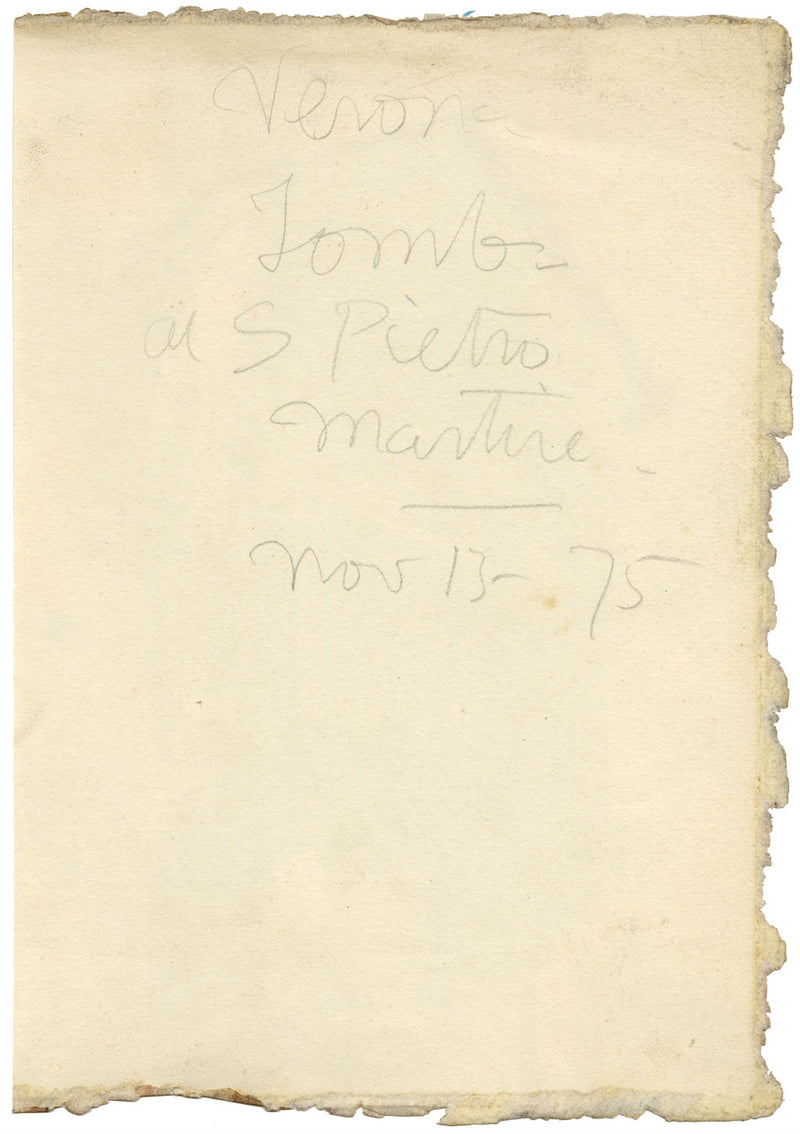 Verona
Tomb -
at S Pietro
Martire -
Nov 13 - 75